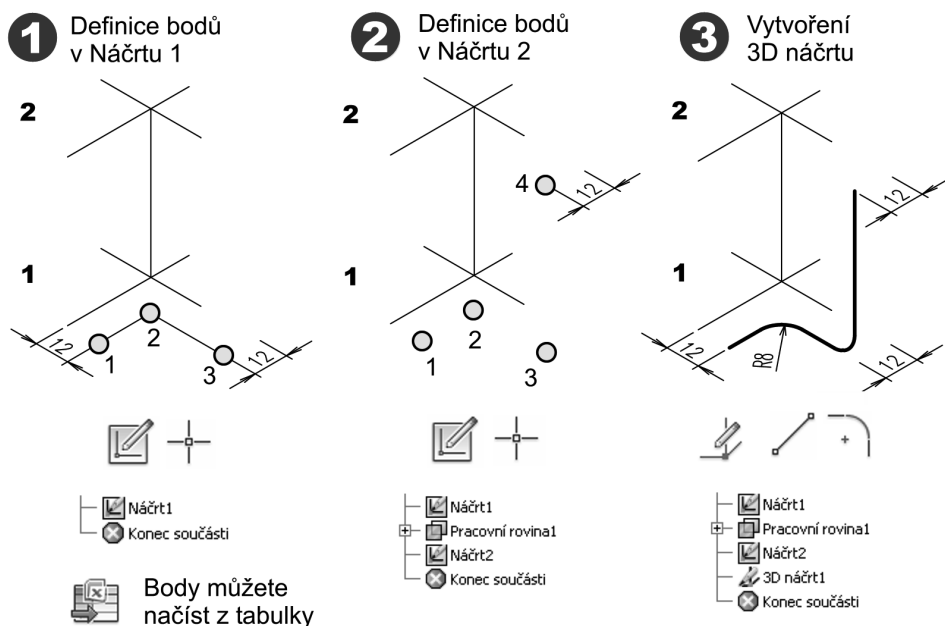 1
Definice bodů
v Náčrtu 1
2
1
12
1
2
3
12
Náčrt1
Konec součásti
Body můžete
načíst z tabulky
2
Definice bodů
v Náčrtu 2
2
4
12
1
1
2
3
Náčrt1
Pracovní rovina1
Náčrt2
Konec součásti
3
Vytvoření
3D náčrtu
2
12
1
12
R8
12
Náčrt1
Pracovní rovina1
Náčrt2
3D náčrt1
Konec součásti